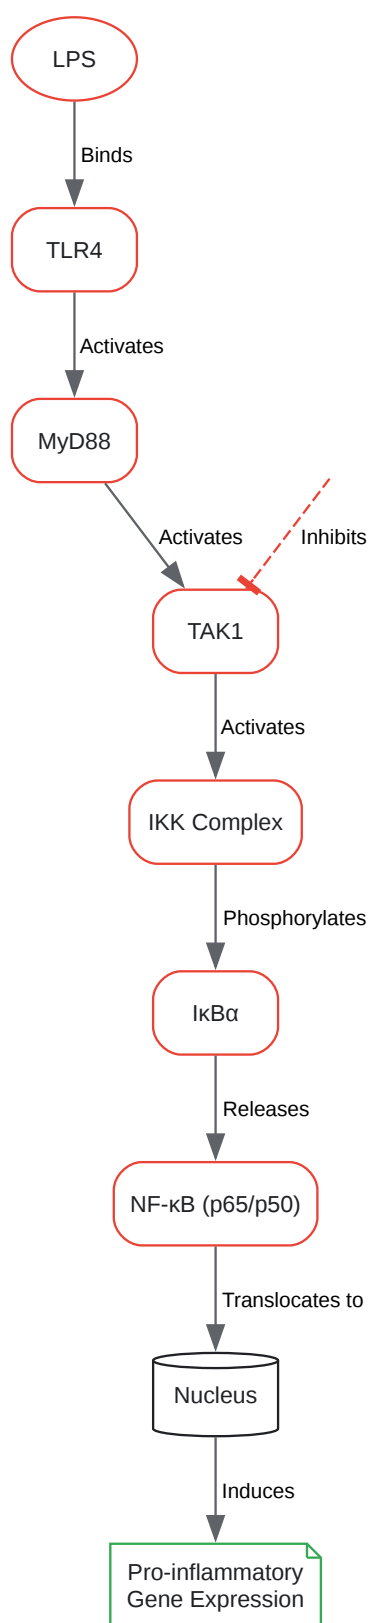 LPS
Binds
TLR4
Activates
MyD88
Activates
Inhibits
TAK1
Activates
IKK Complex
Phosphorylates
IκBα
Releases
NF-κB (p65/p50)
Translocates to
Nucleus
Induces
Pro-inflammatory
Gene Expression